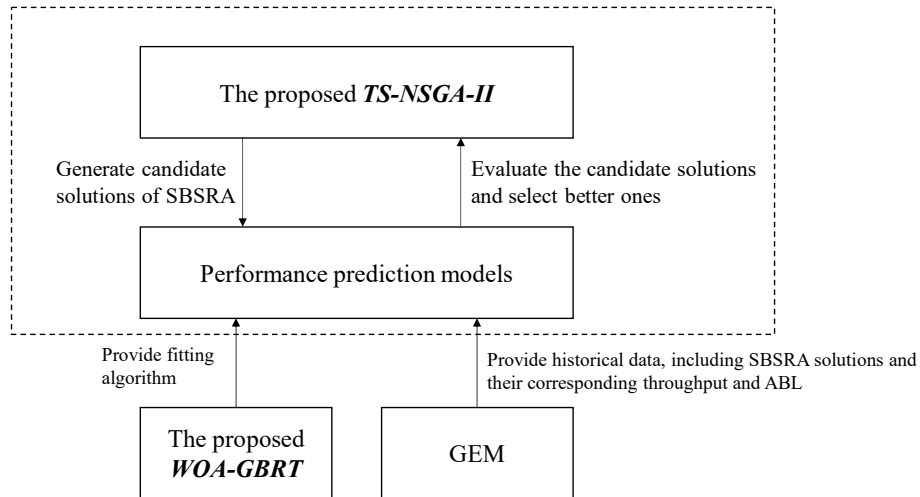 The proposed TS-NSGA-II
Generate candidate
solutions of SBSRA
Evaluate the candidate solutions
and select better ones
Performance prediction models
Provide fitting
algorithm
Provide historical data, including SBSRA solutions and
their corresponding throughput and ABL
The proposed
WOA-GBRT
GEM